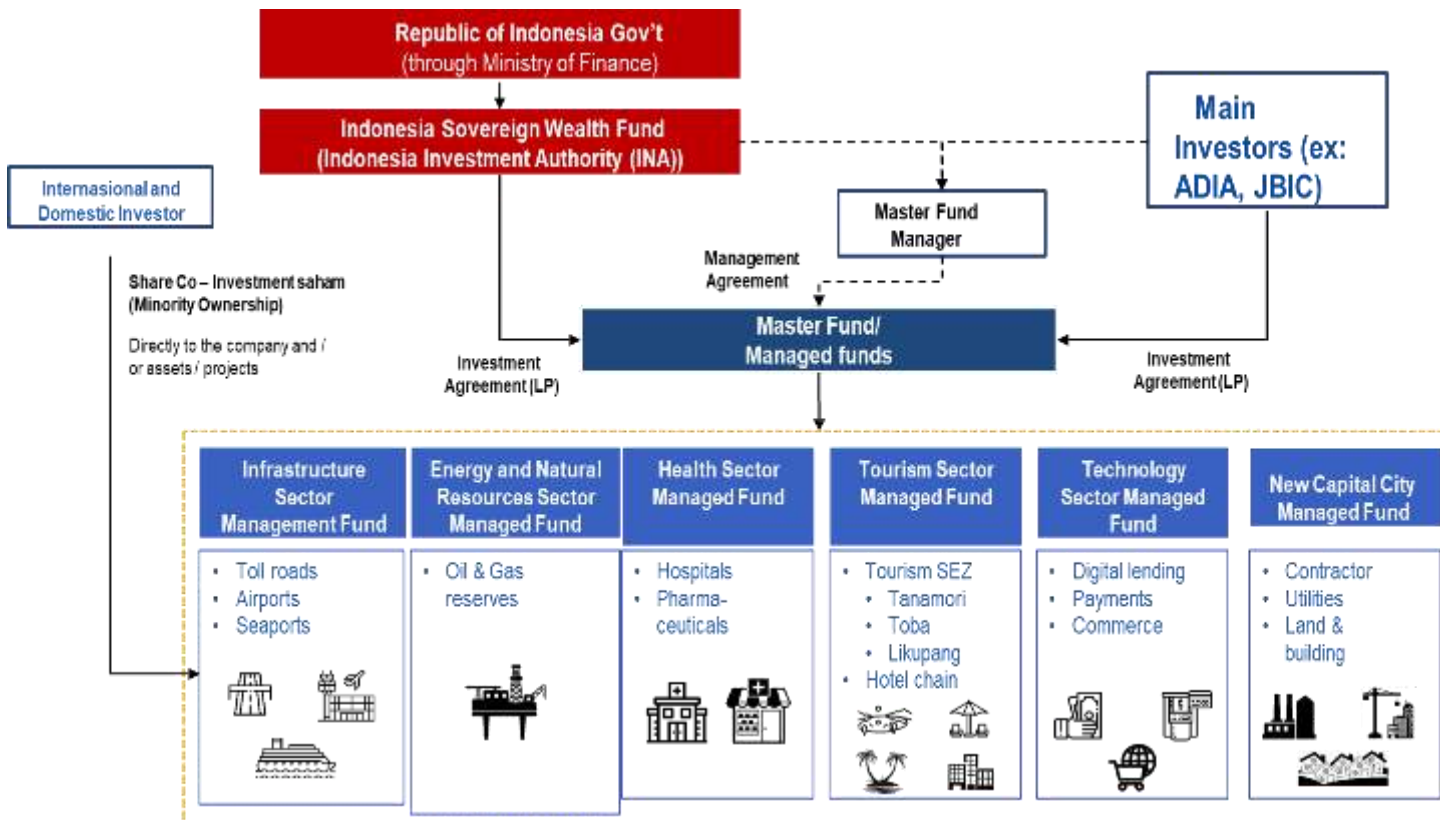 Republic of Indonesia Gov't
(through Ministry of Finance)
Indonesia Sovereign Wealth Fund
(Indonesia Investment Authority (INA))
Main
Investors (ex:
ADIA, JBIC)
Internasional and
Domestic Investor
Master Fund
Manager
Management
Agreement
Share Co – Investment saham
(Minority Ownership)
Directly to the company and /
or assets / projects
Master Fund/
Managed funds
Investment
Agreement (LP)
Investment
Agreement (LP)
Infrastructure
Sector
Management Fund
• Toll roads
• Airports
• Seaports
Energy and Natural
Resources Sector
Managed Fund
• Oil & Gas
reserves
Health Sector
Managed Fund
• Hospitals
• Pharma-
ceuticals
Tourism Sector
Managed Fund
• Tourism SEZ
• Tanamori
• Toba
• Likupang
• Hotel chain
Technology
Sector Managed
Fund
• Digital lending
• Payments
• Commerce
New Capital City
Managed Fund
• Contractor
• Utilities
• Land &
building